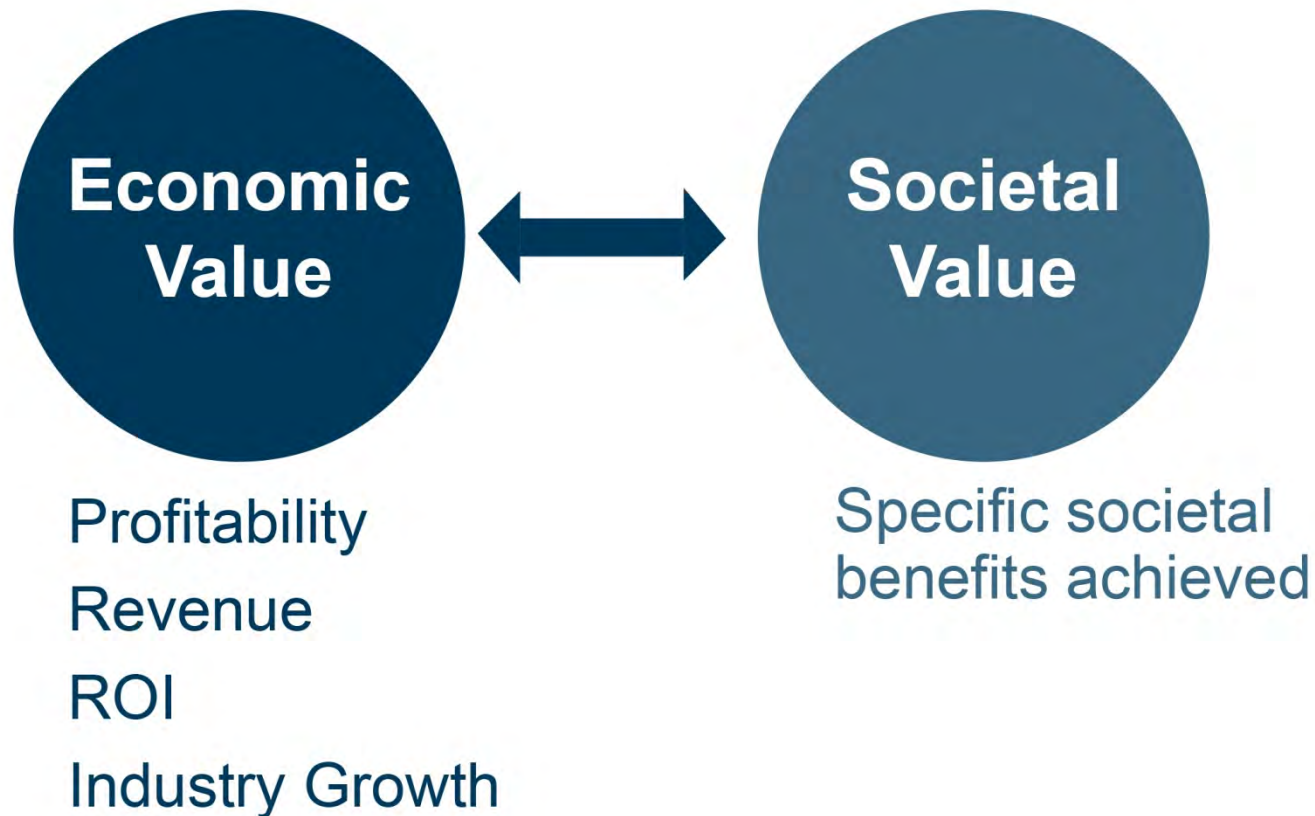 Economic
Value
Societal
Value
Profitability
Revenue
ROI
Industry Growth
Specific societal
benefits achieved